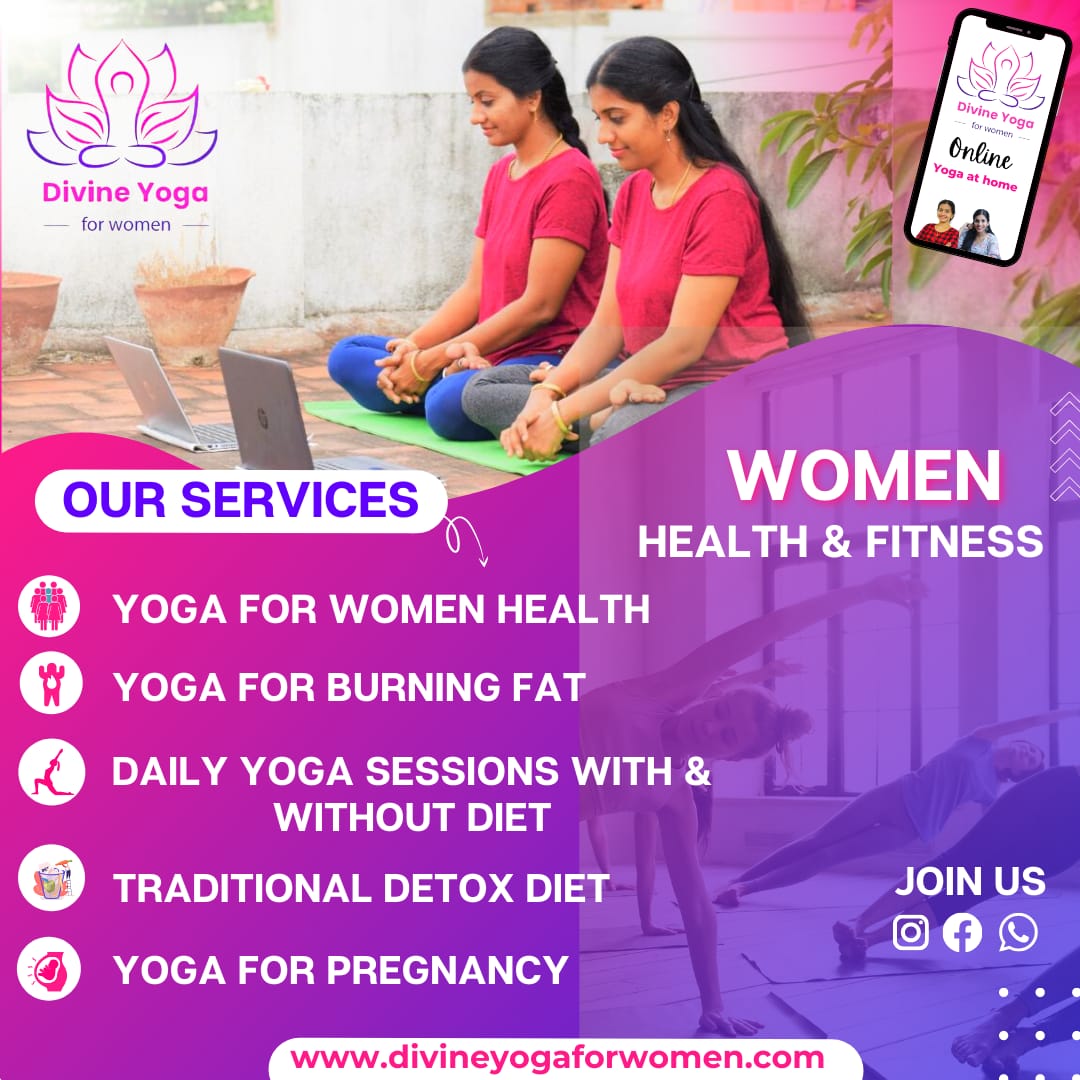 Divine Yoga
for women
Divine Yoga
for women
Online
Yoga at home
OUR SERVICES
WOMEN
HEALTH & FITNESS
YOGA FOR WOMEN HEALTH
YOGA FOR BURNING FAT
DAILY YOGA SESSIONS WITH &
WITHOUT DIET
TRADITIONAL DETOX DIET
YOGA FOR PREGNANCY
JOIN US
www.divineyogaforwomen.com